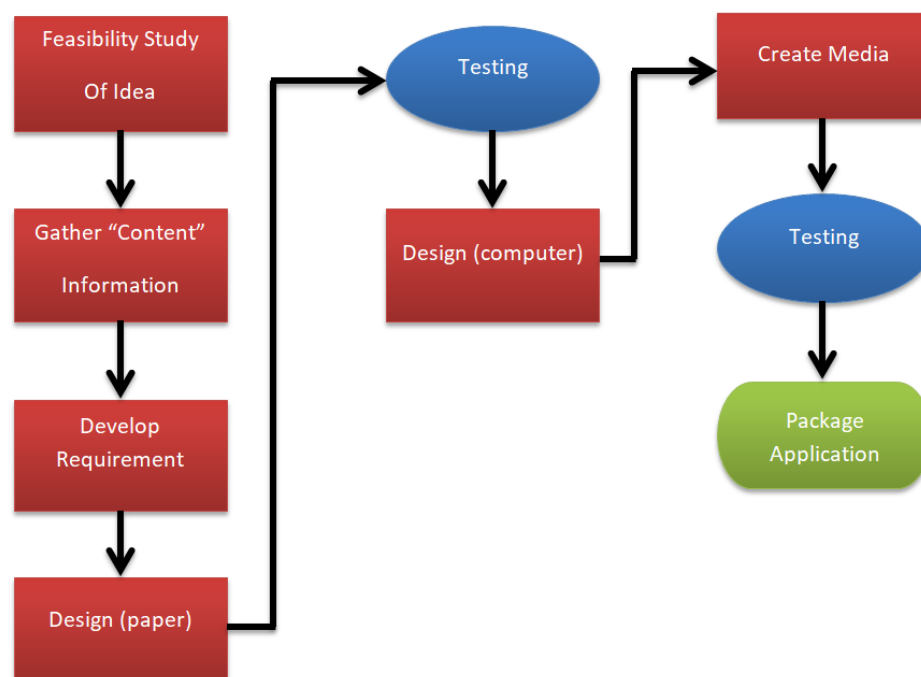 Feasibility Study
Of Idea
Gather “Content”
Information
Develop
Requirement
Design (paper)
Testing
Design (computer)
Create Media
Testing
Package
Application